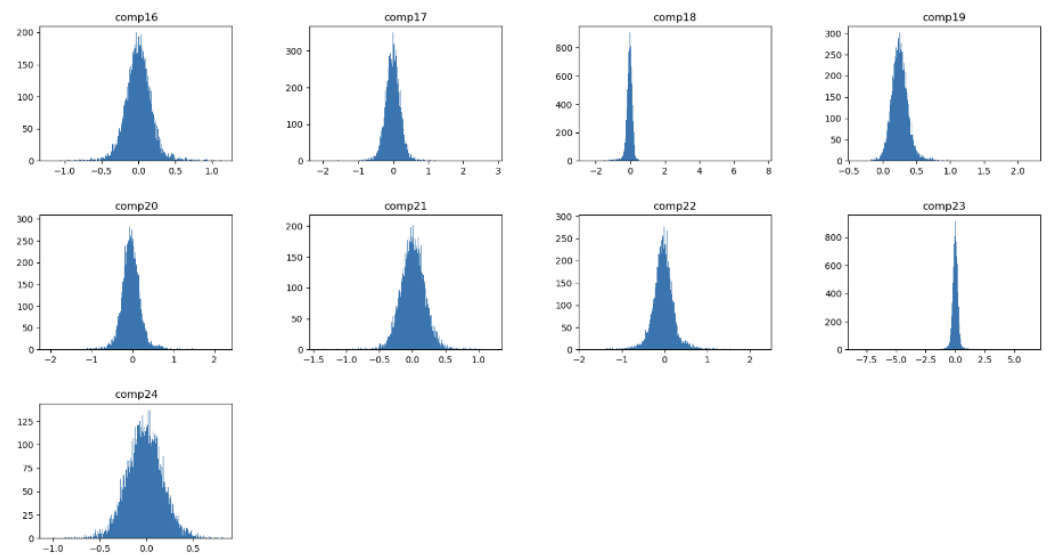 comp16 comp17 comp18 comp19
200 300 800 300
150 250
100 200 600 200
50 100 400 150
0 0 200 100
0 50
0
−1.0 −0.5 0.0 0.5 1.0 −2 −1 0 1 2 3 −2 0 2 4 6 8 −0.5 0.0 0.5 1.0 1.5 2.0
comp20 comp21 comp22 comp23
300 200 300 800
250 150 250 600
200 100 200 400
150 50 150 200
100 0 100 0
50 50
0 0
−2 −1 0 1 2 −1.5 −1.0 −0.5 0.0 0.5 1.0 −2 −1 0 1 2 −7.5 −5.0 −2.5 0.0 2.5 5.0
comp24
125
100
75
50
25
0
−1.0 −0.5 0.0 0.5